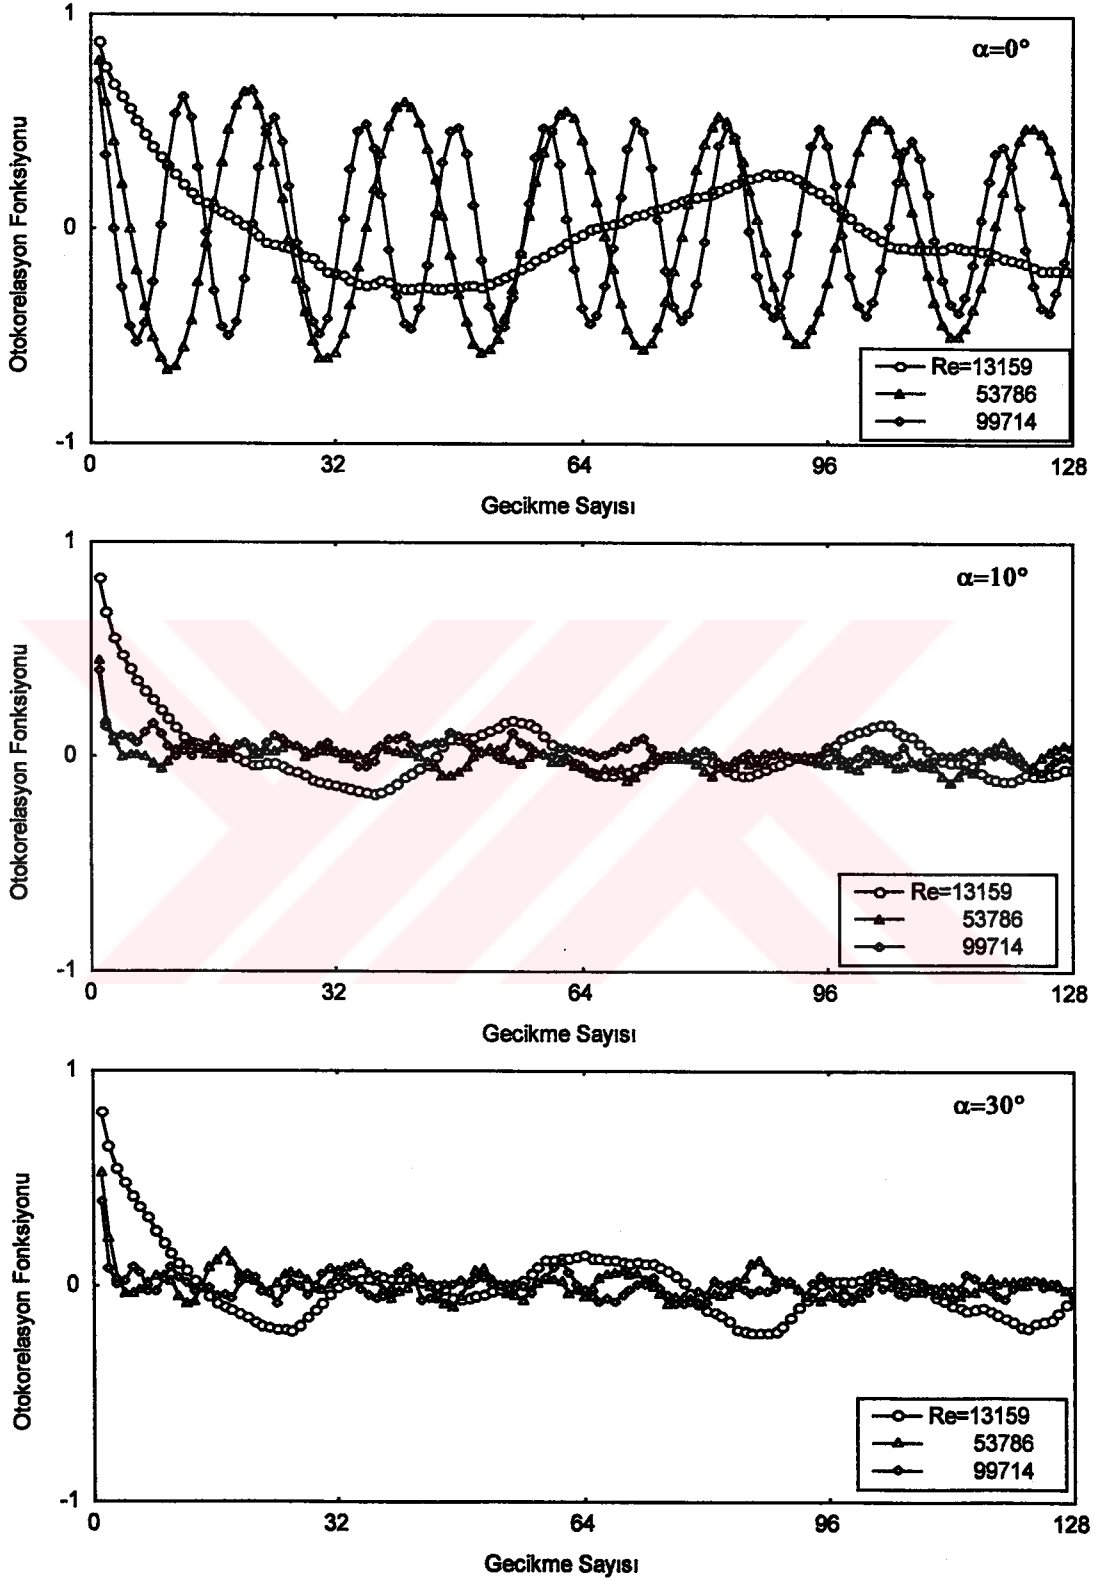 α=0°
1
0
-1
Otokorelasyon Fonksiyonu
Re=13159
53786
99714
0 32 64 96 128
Gecikme Sayısı
α=10°
1
0
-1
Otokorelasyon Fonksiyonu
Re=13159
53786
99714
0 32 64 96 128
Gecikme Sayısı
α=30°
1
0
-1
Otokorelasyon Fonksiyonu
Re=13159
53786
99714
0 32 64 96 128
Gecikme Sayısı